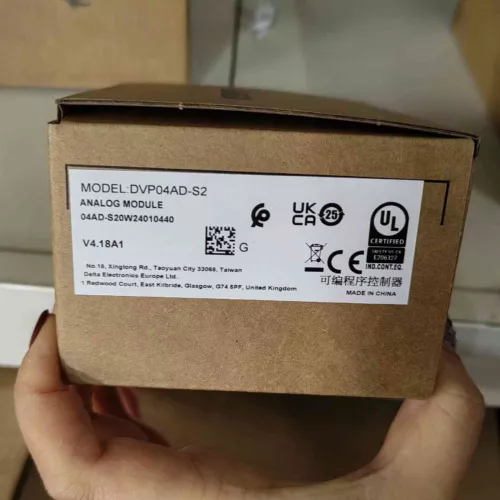 MODEL:DVP04AD-S2
ANALOG MODULE
04AD-S20W24010440
V4.18A1
G
UK
CA
25
UL
CERTIFIED
E206327
IND.CONT.EQ.
CE
No.18, Xinglong Rd., Taoyuan City 33068, Taiwan
Delta Electronics Europe Ltd.
1 Redwood Court, East Kilbride, Glasgow, G74 5PF, United Kingdom
可编程序控制器
MADE IN CHINA